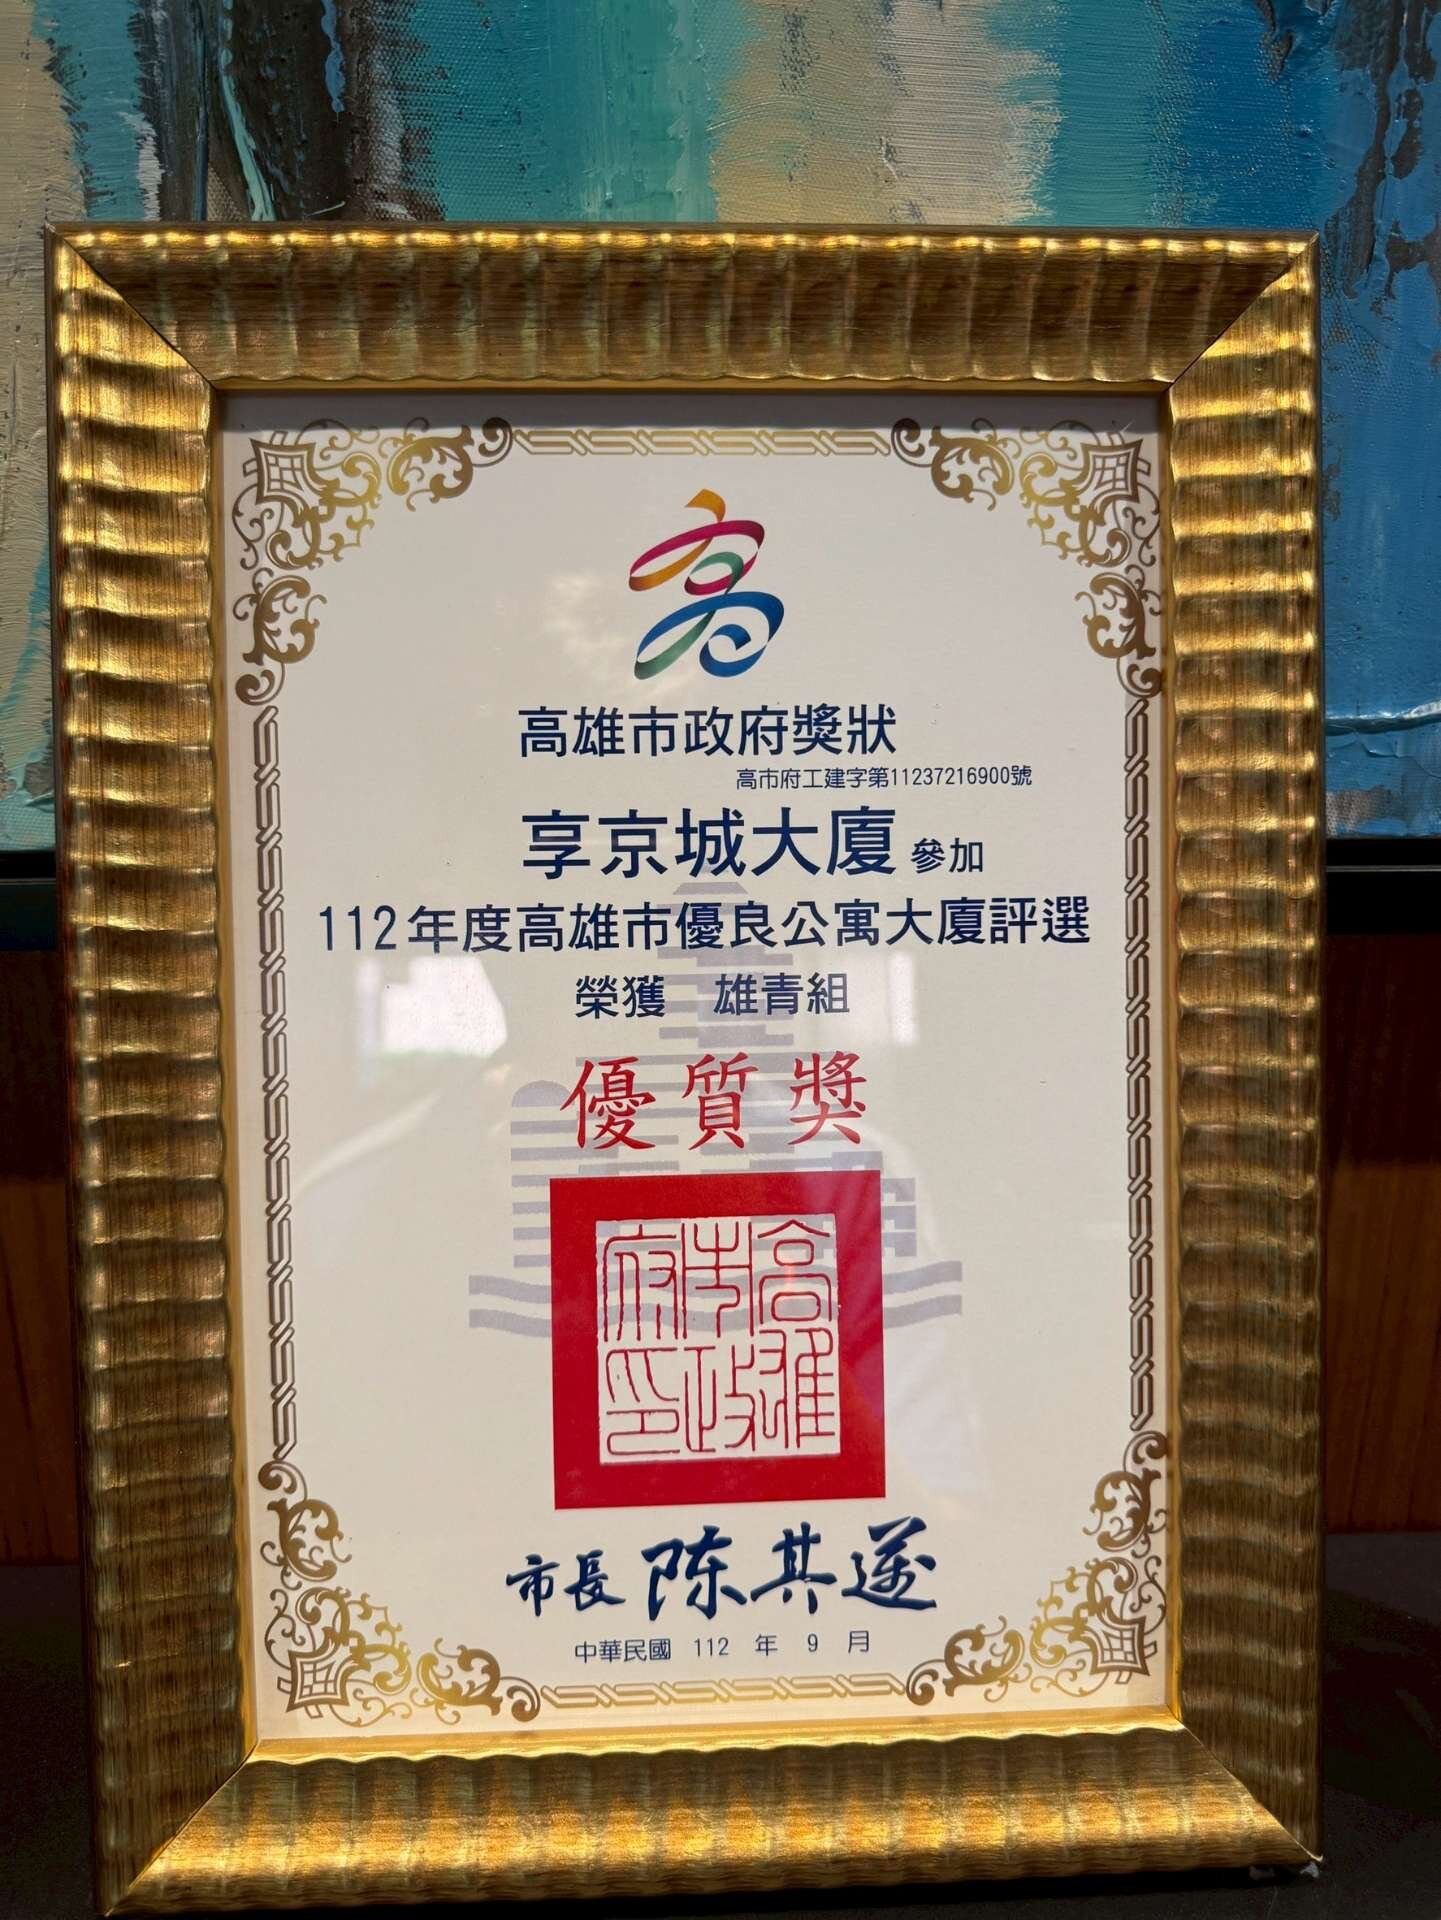 高雄市政府獎狀
高市府工建字第11237216900號
享京城大廈 參加
112年度高雄市優良公寓大廈評選
榮獲 雄青組
優質獎
高雄市政府印
市長 陳其邁
中華民國 112 年 9 月